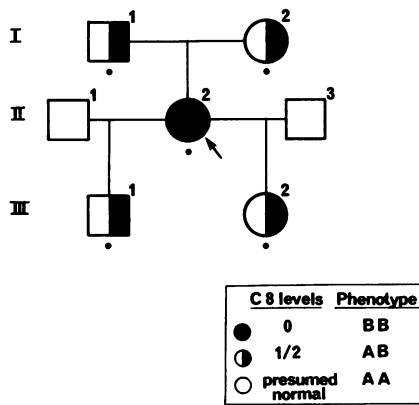 I 1 2
II 1 2 3
III 1 2
C 8 levels Phenotype
0 BB
1/2 AB
presumed normal AA